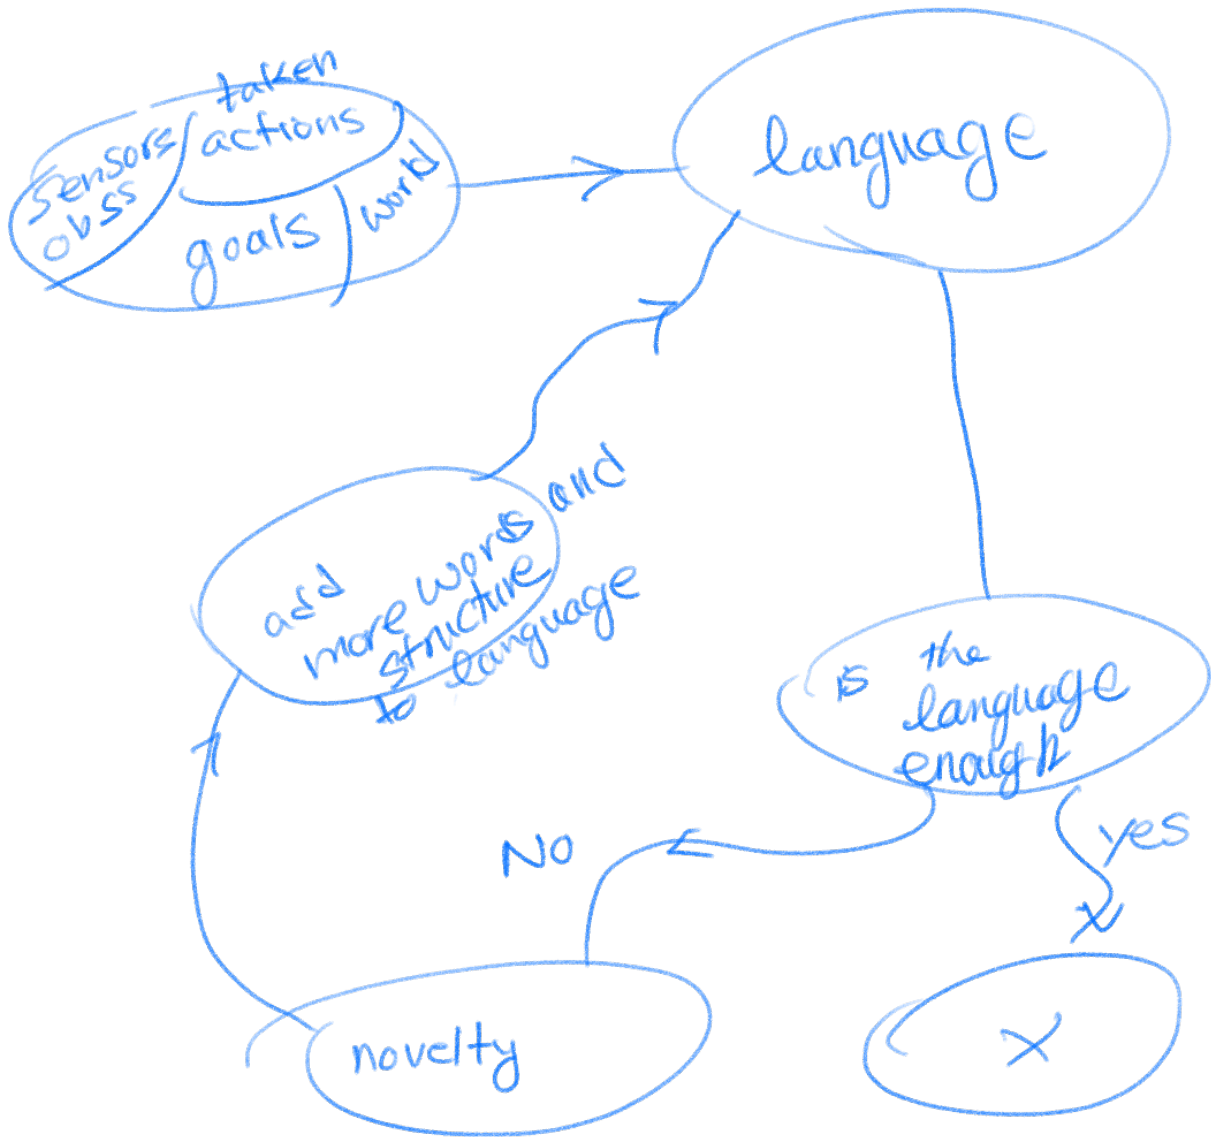 taken
actions
sensors
obss
goals
world
language
add
more words and
structure
to language
is the
language
enough
No
yes
novelty
X